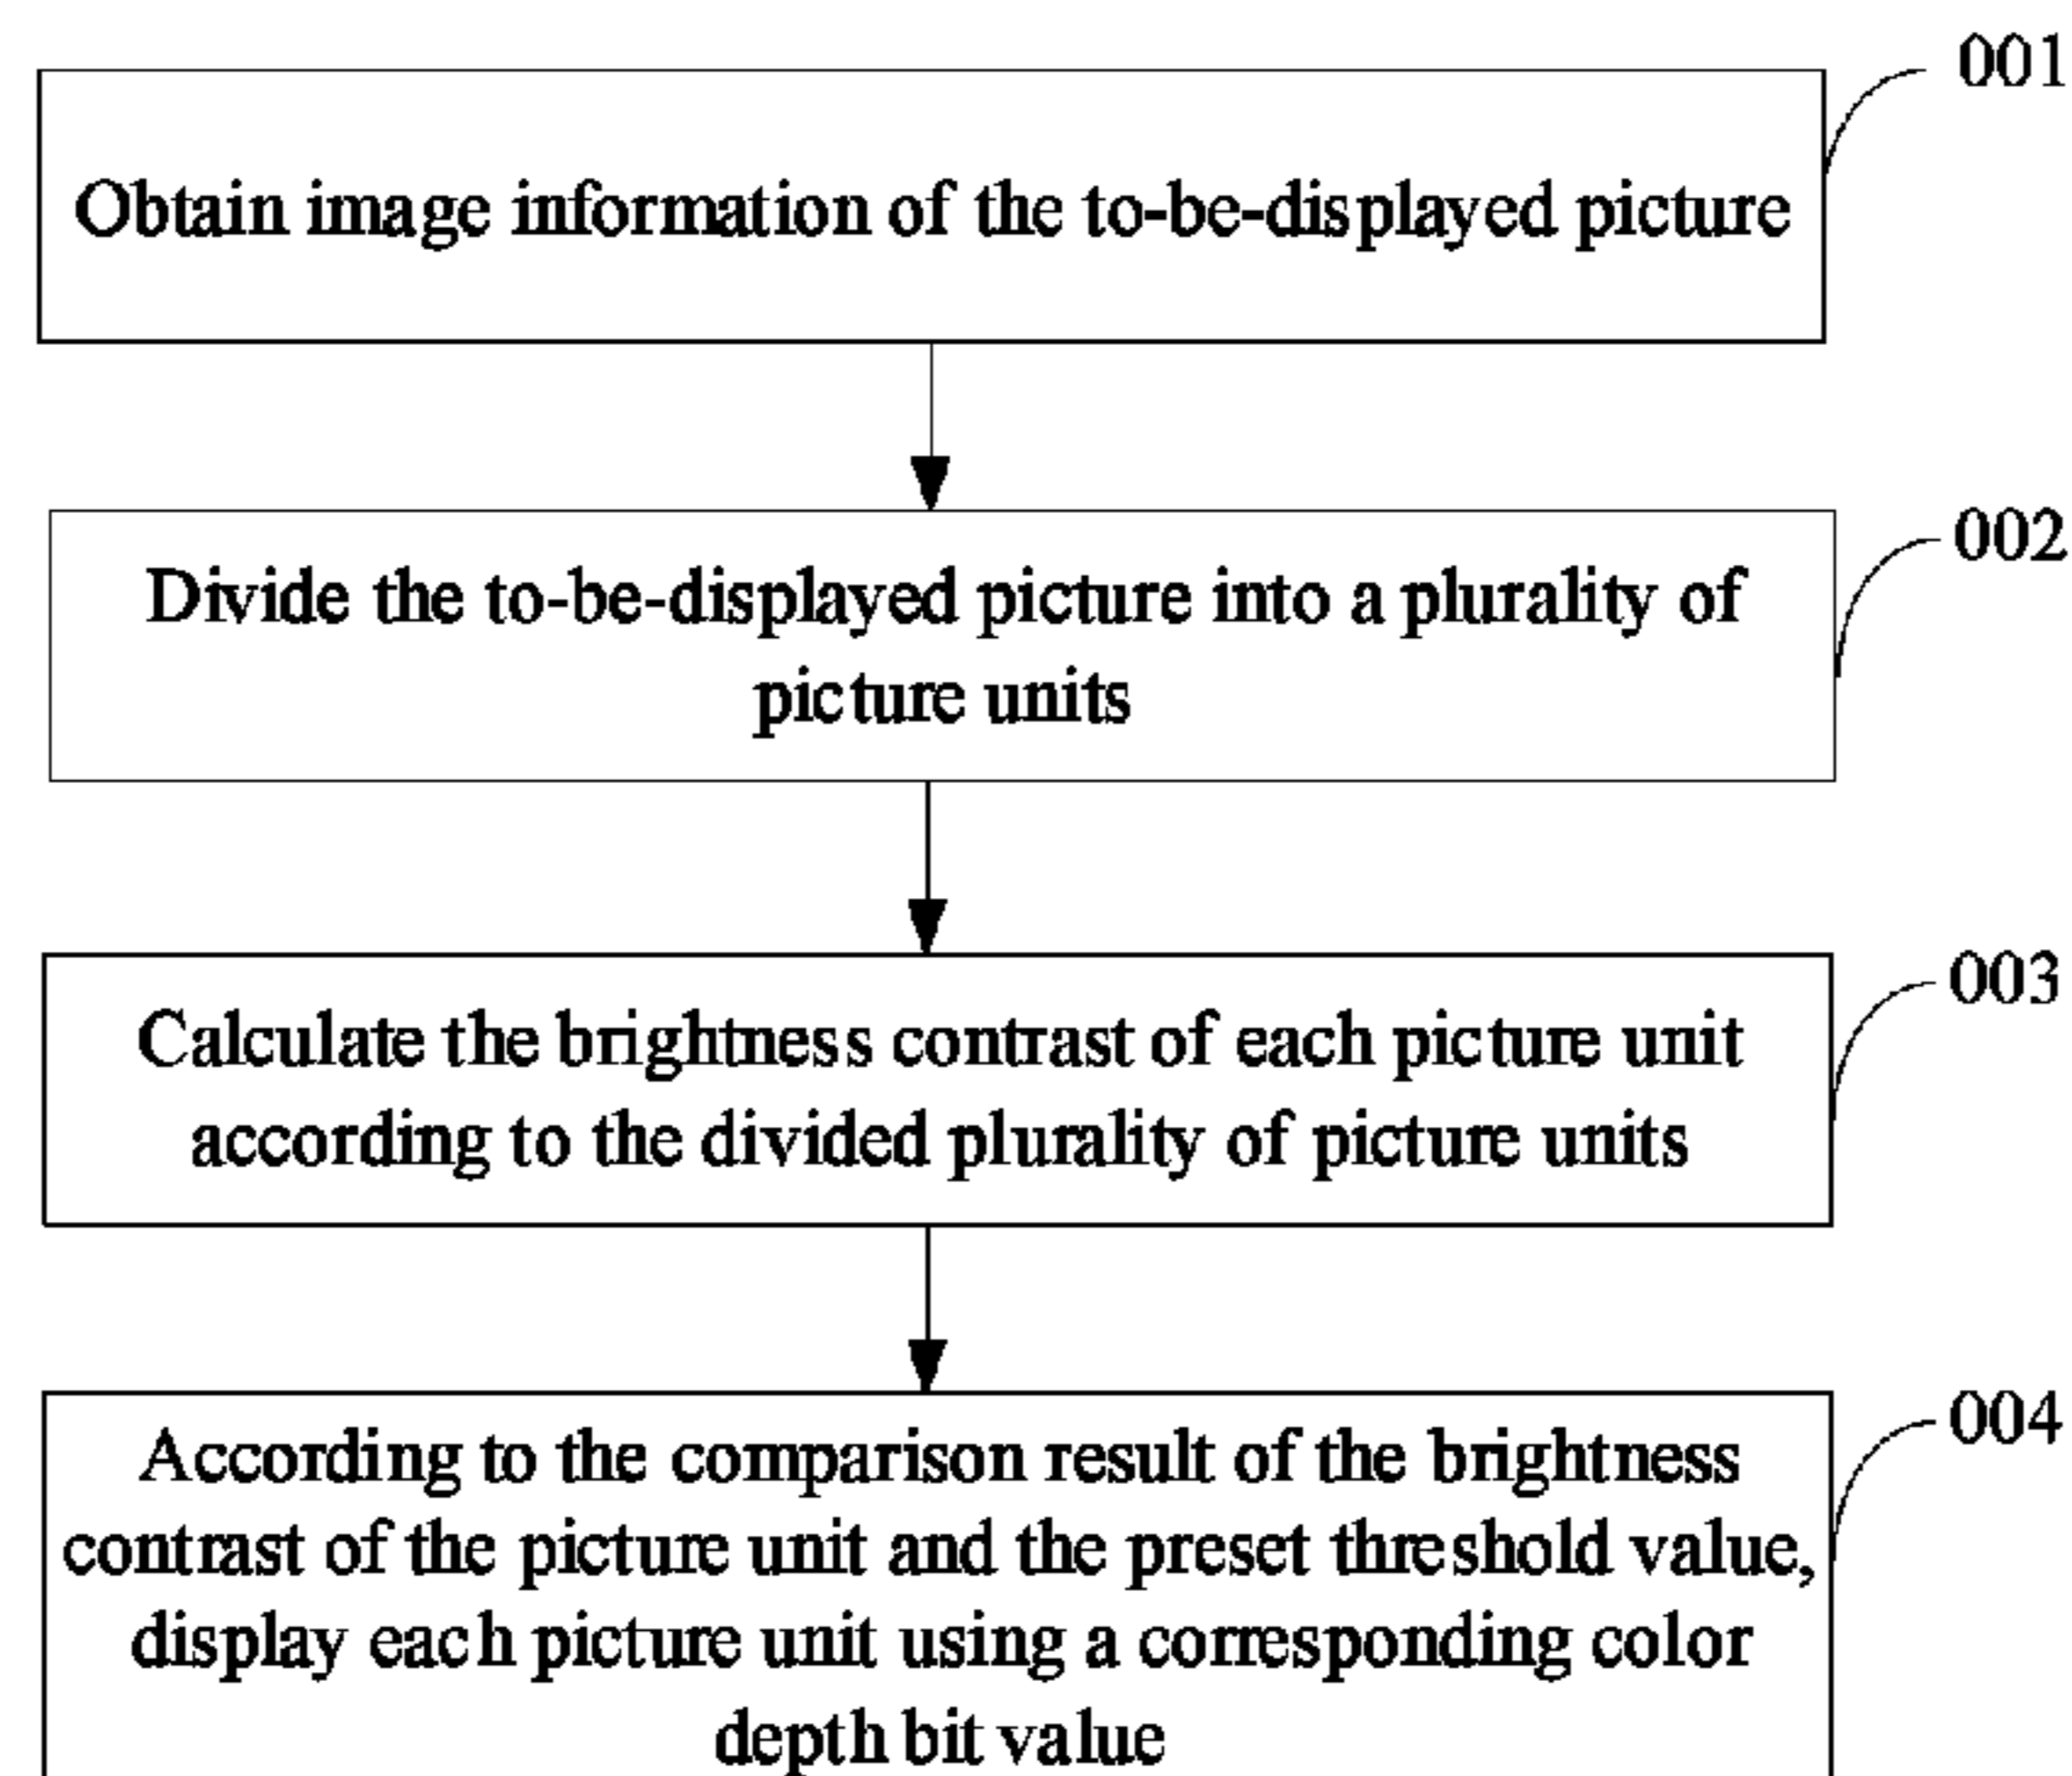 001
Obtain image information of the to-be-displayed picture
002
Divide the to-be-displayed picture into a plurality of
picture units
003
Calculate the brightness contrast of each picture unit
according to the divided plurality of picture units
004
According to the comparison result of the brightness
contrast of the picture unit and the preset threshold value,
display each picture unit using a corresponding color
depth bit value